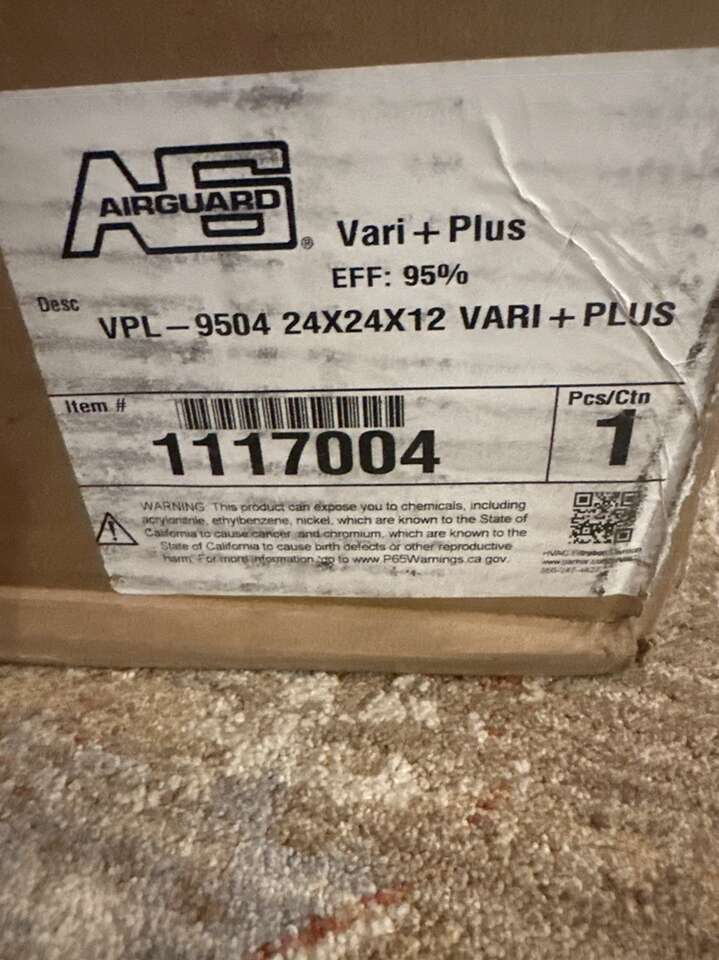 AG
AIRGUARD
®
Vari + Plus
EFF: 95%
Desc
VPL-9504 24X24X12 VARI + PLUS
Item #
1117004
Pcs/Ctn
1
WARNING This product can expose you to chemicals, including
acrylonitrile, ethylbenzene, nickel, which are known to the State of
California to cause cancer, and chromium, which are known to the
State of California to cause birth defects or other reproductive
harm. For more information go to www.P65Warnings.ca.gov.
HVAC Filtration